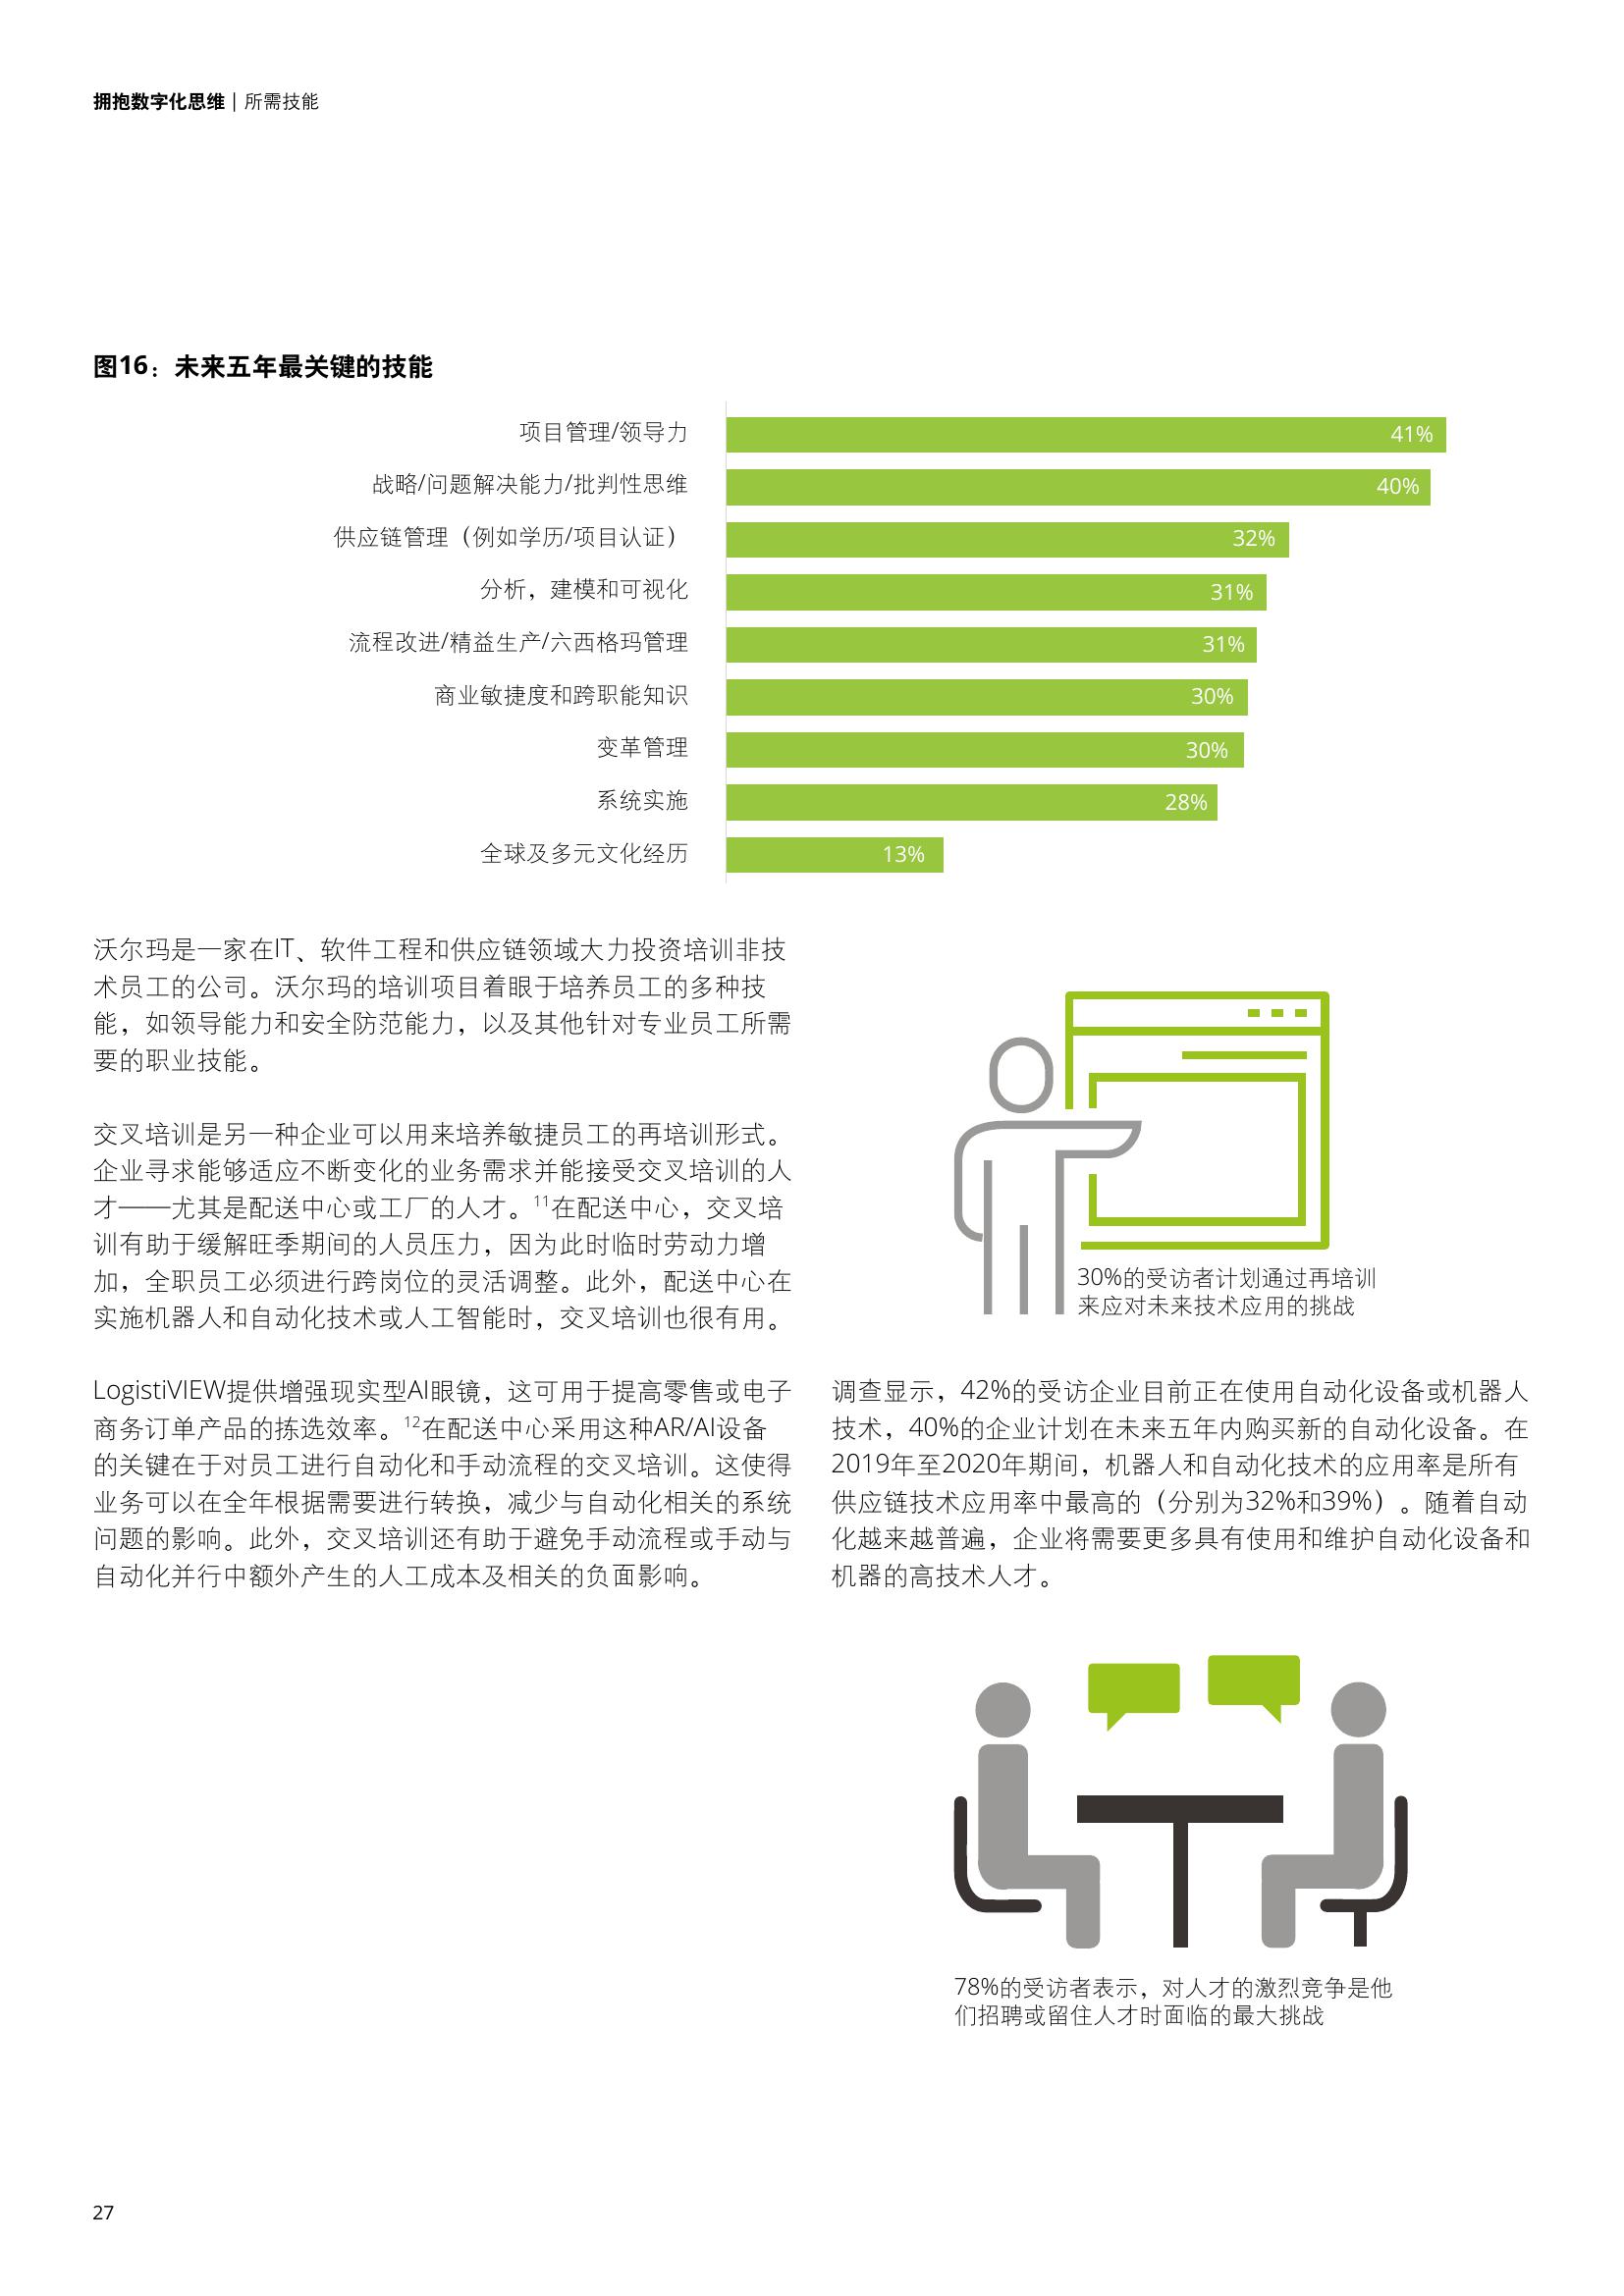 拥抱数字化思维 | 所需技能
图16：未来五年最关键的技能
项目管理/领导力 41%
战略/问题解决能力/批判性思维 40%
供应链管理（例如学历/项目认证） 32%
分析，建模和可视化 31%
流程改进/精益生产/六西格玛管理 31%
商业敏捷度和跨职能知识 30%
变革管理 30%
系统实施 28%
全球及多元文化经历 13%
沃尔玛是一家在IT、软件工程和供应链领域大力投资培训非技
术员工的公司。沃尔玛的培训项目着眼于培养员工的多种技
能，如领导能力和安全防范能力，以及其他针对专业员工所需
要的职业技能。
交叉培训是另一种企业可以用来培养敏捷员工的再培训形式。
企业寻求能够适应不断变化的业务需求并能接受交叉培训的人
才——尤其是配送中心或工厂的人才。11在配送中心，交叉培
训有助于缓解旺季期间的人员压力，因为此时临时劳动力增
加，全职员工必须进行跨岗位的灵活调整。此外，配送中心在
实施机器人和自动化技术或人工智能时，交叉培训也很有用。
LogistiVIEW提供增强现实型AI眼镜，这可用于提高零售或电子
商务订单产品的拣选效率。12在配送中心采用这种AR/AI设备
的关键在于对员工进行自动化和手动流程的交叉培训。这使得
业务可以在全年根据需要进行转换，减少与自动化相关的系统
问题的影响。此外，交叉培训还有助于避免手动流程或手动与
自动化并行中额外产生的人工成本及相关的负面影响。
30%的受访者计划通过再培训
来应对未来技术应用的挑战
调查显示，42%的受访企业目前正在使用自动化设备或机器人
技术，40%的企业计划在未来五年内购买新的自动化设备。在
2019年至2020年期间，机器人和自动化技术的应用率是所有
供应链技术应用率中最高的（分别为32%和39%）。随着自动
化越来越普遍，企业将需要更多具有使用和维护自动化设备和
机器的高技术人才。
78%的受访者表示，对人才的激烈竞争是他
们招聘或留住人才时面临的最大挑战
27